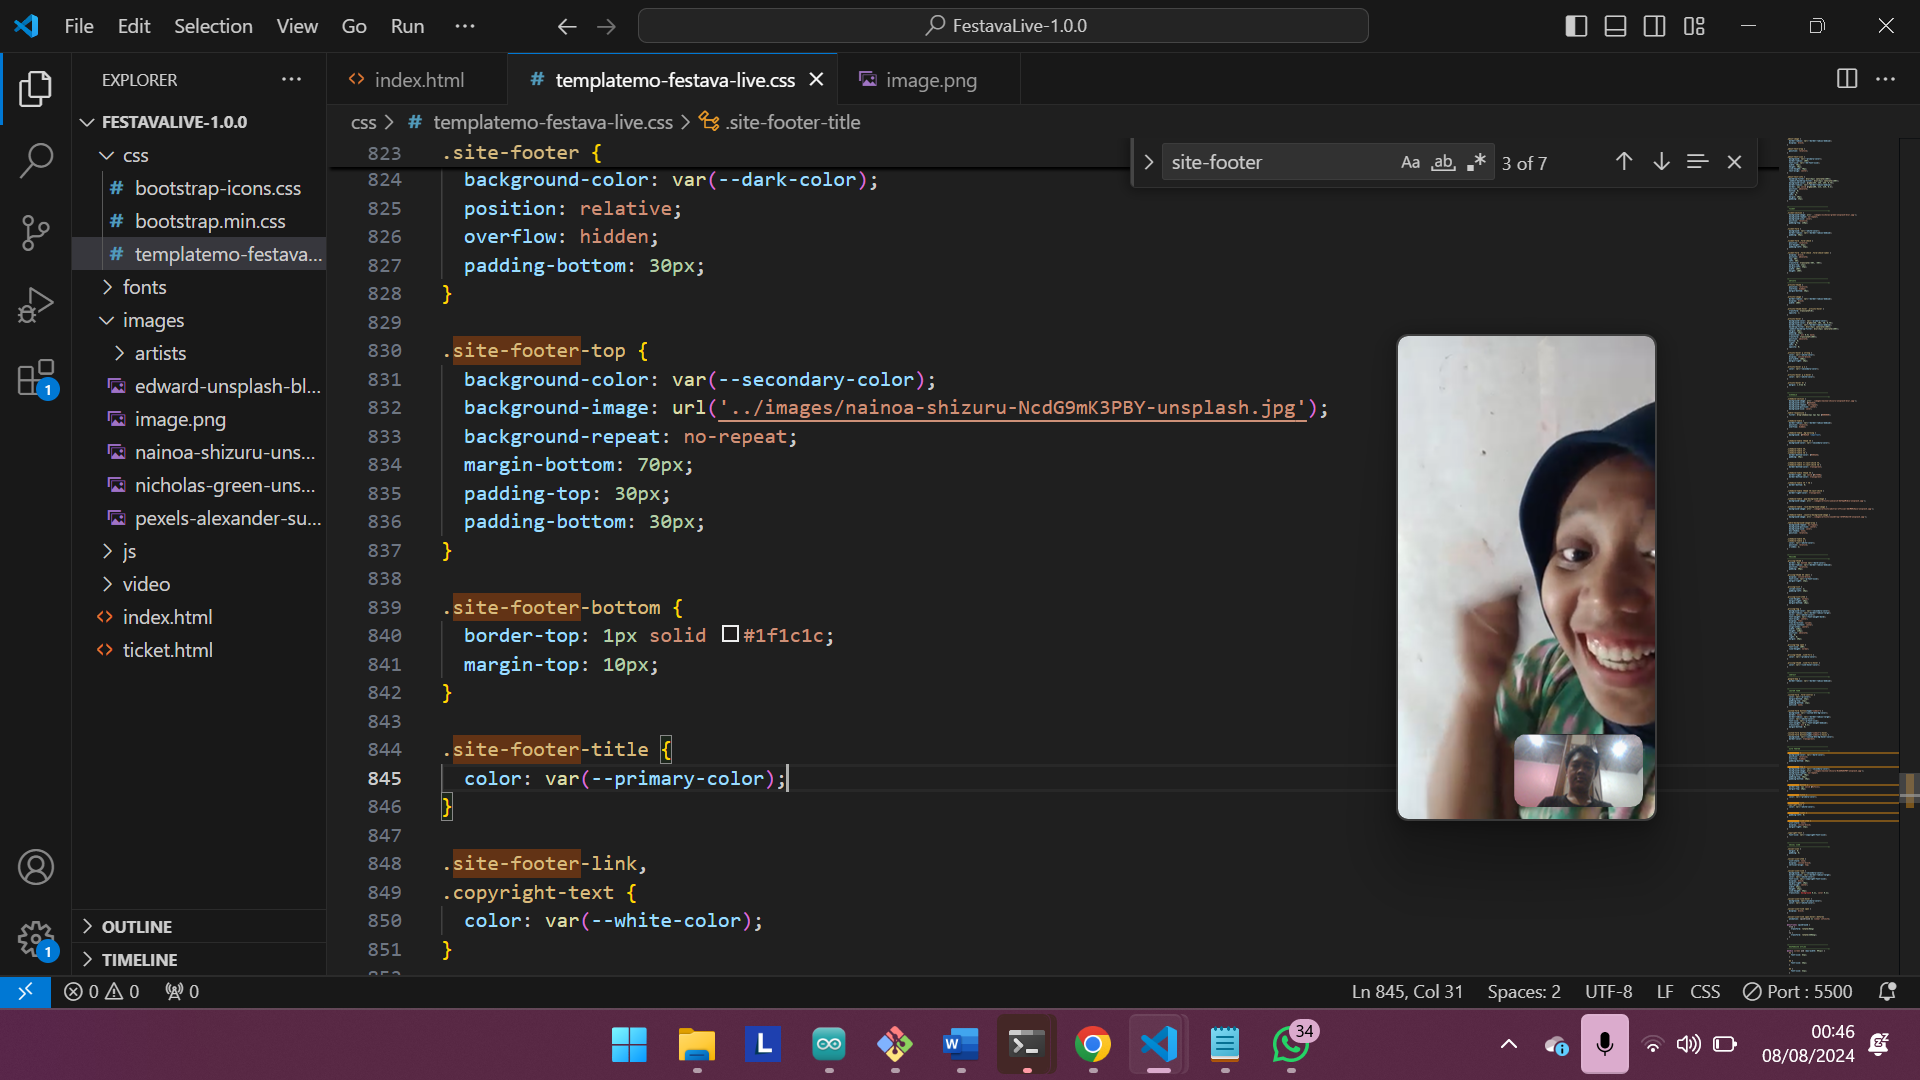 File Edit Selection View Go Run ··· FestavaLive-1.0.0
EXPLORER ···
FESTAVALIVE-1.0.0
css
bootstrap-icons.css
bootstrap.min.css
templatemo-festava...
fonts
images
artists
edward-unsplash-bl...
image.png
nainoa-shizuru-uns...
nicholas-green-uns...
pexels-alexander-su...
js
video
index.html
ticket.html
OUTLINE
TIMELINE
index.html # templatemo-festava-live.css image.png
css > # templatemo-festava-live.css > .site-footer-title
site-footer Aa ab .* 3 of 7
823 .site-footer {
824 background-color: var(--dark-color);
825 position: relative;
826 overflow: hidden;
827 padding-bottom: 30px;
828 }
829
830 .site-footer-top {
831 background-color: var(--secondary-color);
832 background-image: url('../images/nainoa-shizuru-NcdG9mK3PBY-unsplash.jpg');
833 background-repeat: no-repeat;
834 margin-bottom: 70px;
835 padding-top: 30px;
836 padding-bottom: 30px;
837 }
838
839 .site-footer-bottom {
840 border-top: 1px solid #1f1c1c;
841 margin-top: 10px;
842 }
843
844 .site-footer-title {
845 color: var(--primary-color);
846 }
847
848 .site-footer-link,
849 .copyright-text {
850 color: var(--white-color);
851 }
1
1
0 0 0 Ln 845, Col 31 Spaces: 2 UTF-8 LF CSS Port : 5500
L W 34
00:46
08/08/2024